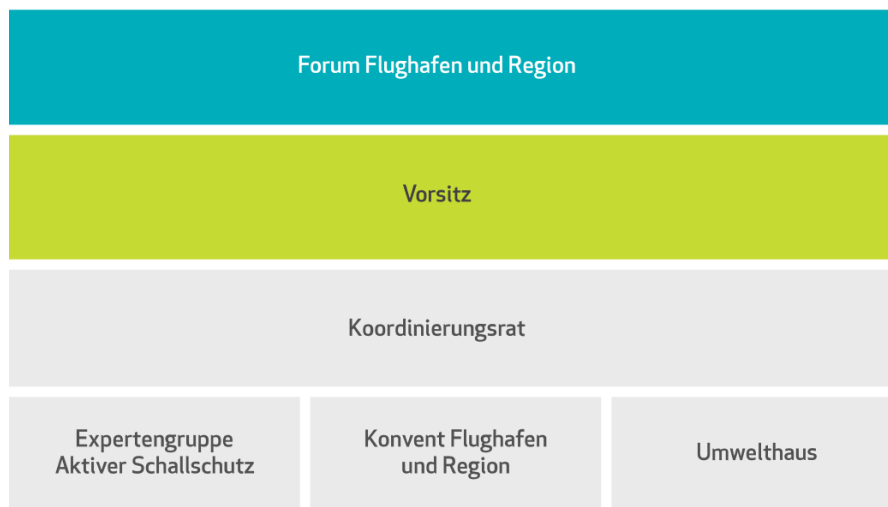 Forum Flughafen und Region
Vorsitz
Koordinierungsrat
Expertengruppe
Aktiver Schallschutz
Konvent Flughafen
und Region
Umwelthaus